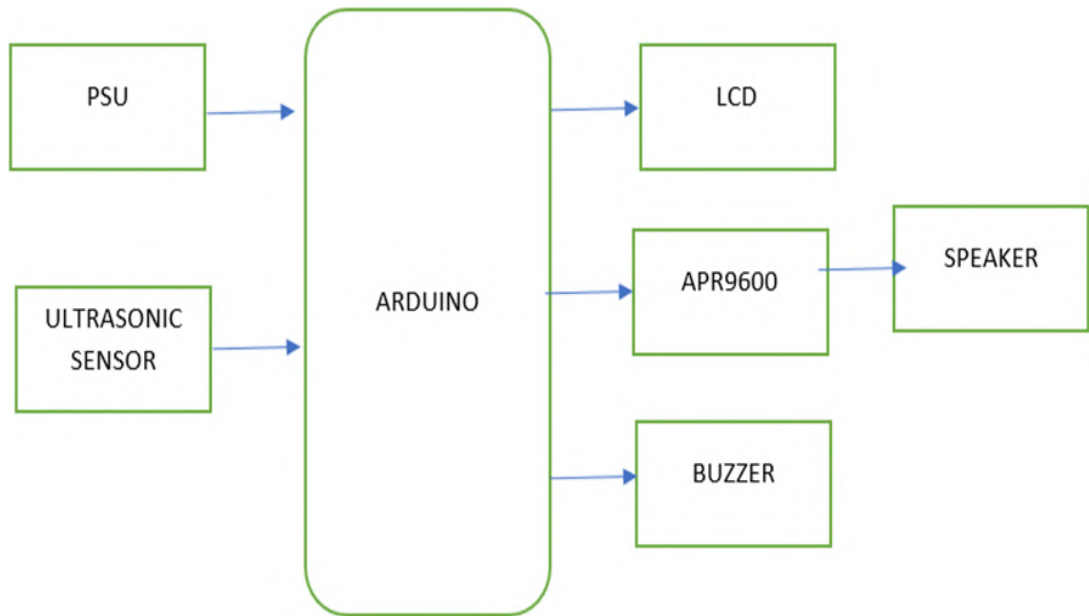 PSU
ULTRASONIC
SENSOR
ARDUINO
LCD
APR9600
SPEAKER
BUZZER